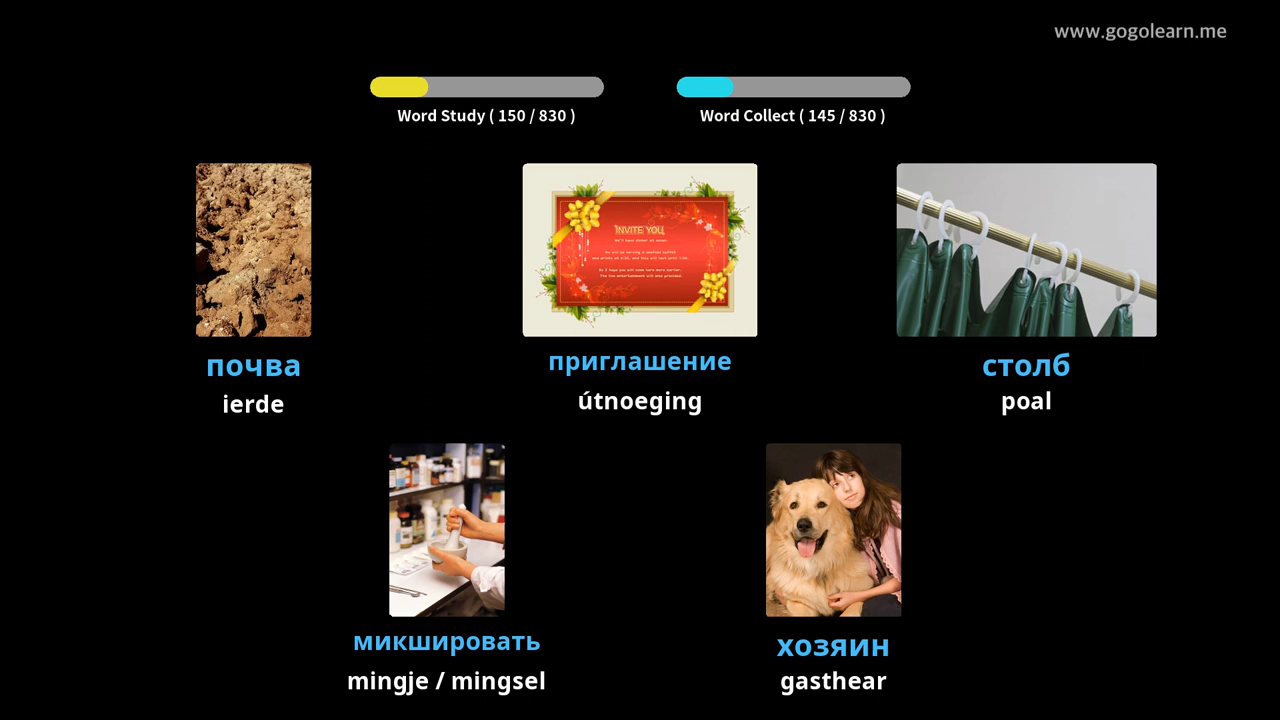 www.gogolearn.me
Word Study ( 150 / 830 )
Word Collect ( 145 / 830 )
INVITE YOU
почва
ierde
приглашение
útnoeging
столб
poal
микшировать
mingje / mingsel
хозяин
gasthear